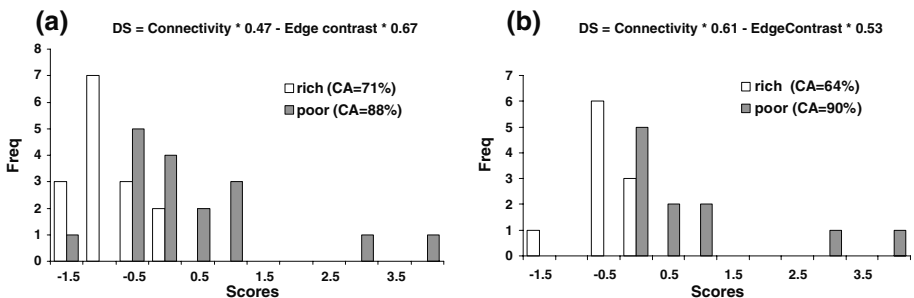 (a)
DS = Connectivity * 0.47 - Edge contrast * 0.67
8
7
6
5
4
3
2
1
0
Freq
rich (CA=71%)
poor (CA=88%)
-1.5 -0.5 0.5 1.5 2.5 3.5
Scores
(b)
DS = Connectivity * 0.61 - EdgeContrast * 0.53
7
6
5
4
3
2
1
0
Freq
rich (CA=64%)
poor (CA=90%)
-1.5 -0.5 0.5 1.5 2.5 3.5
Scores